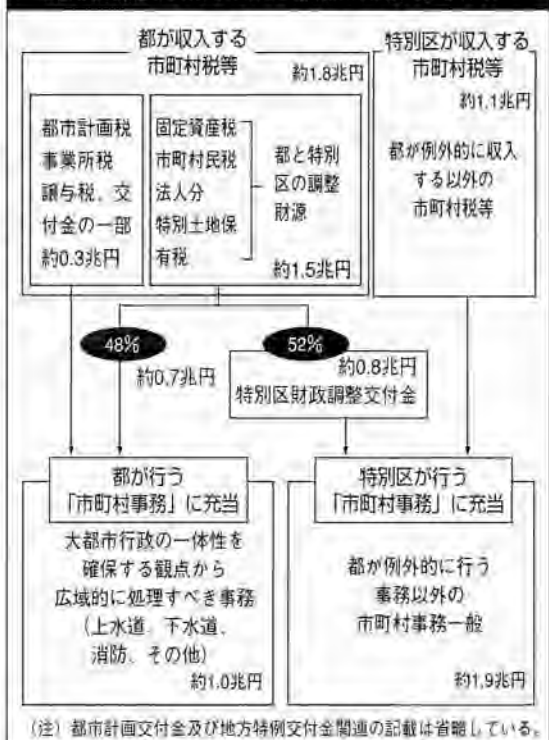 都が収入する
市町村税等
約1.8兆円
都市計画税
事業所税
譲与税、交
付金の一部
約0.3兆円
固定資産税
市町村民税
法人分
特別土地保
有税
都と特別
区の調整
財源
約1.5兆円
特別区が収入する
市町村税等
約1.1兆円
都が例外的に収入
する以外の
市町村税等
48%
約0.7兆円
52%
約0.8兆円
特別区財政調整交付金
都が行う
「市町村事務」に充当
大都市行政の一体性を
確保する観点から
広域的に処理すべき事務
(上水道、下水道、
消防、その他)
約1.0兆円
特別区が行う
「市町村事務」に充当
都が例外的に行う
事務以外の
市町村事務一般
約1.9兆円
(注) 都市計画交付金及び地方特例交付金関連の記載は省略している。